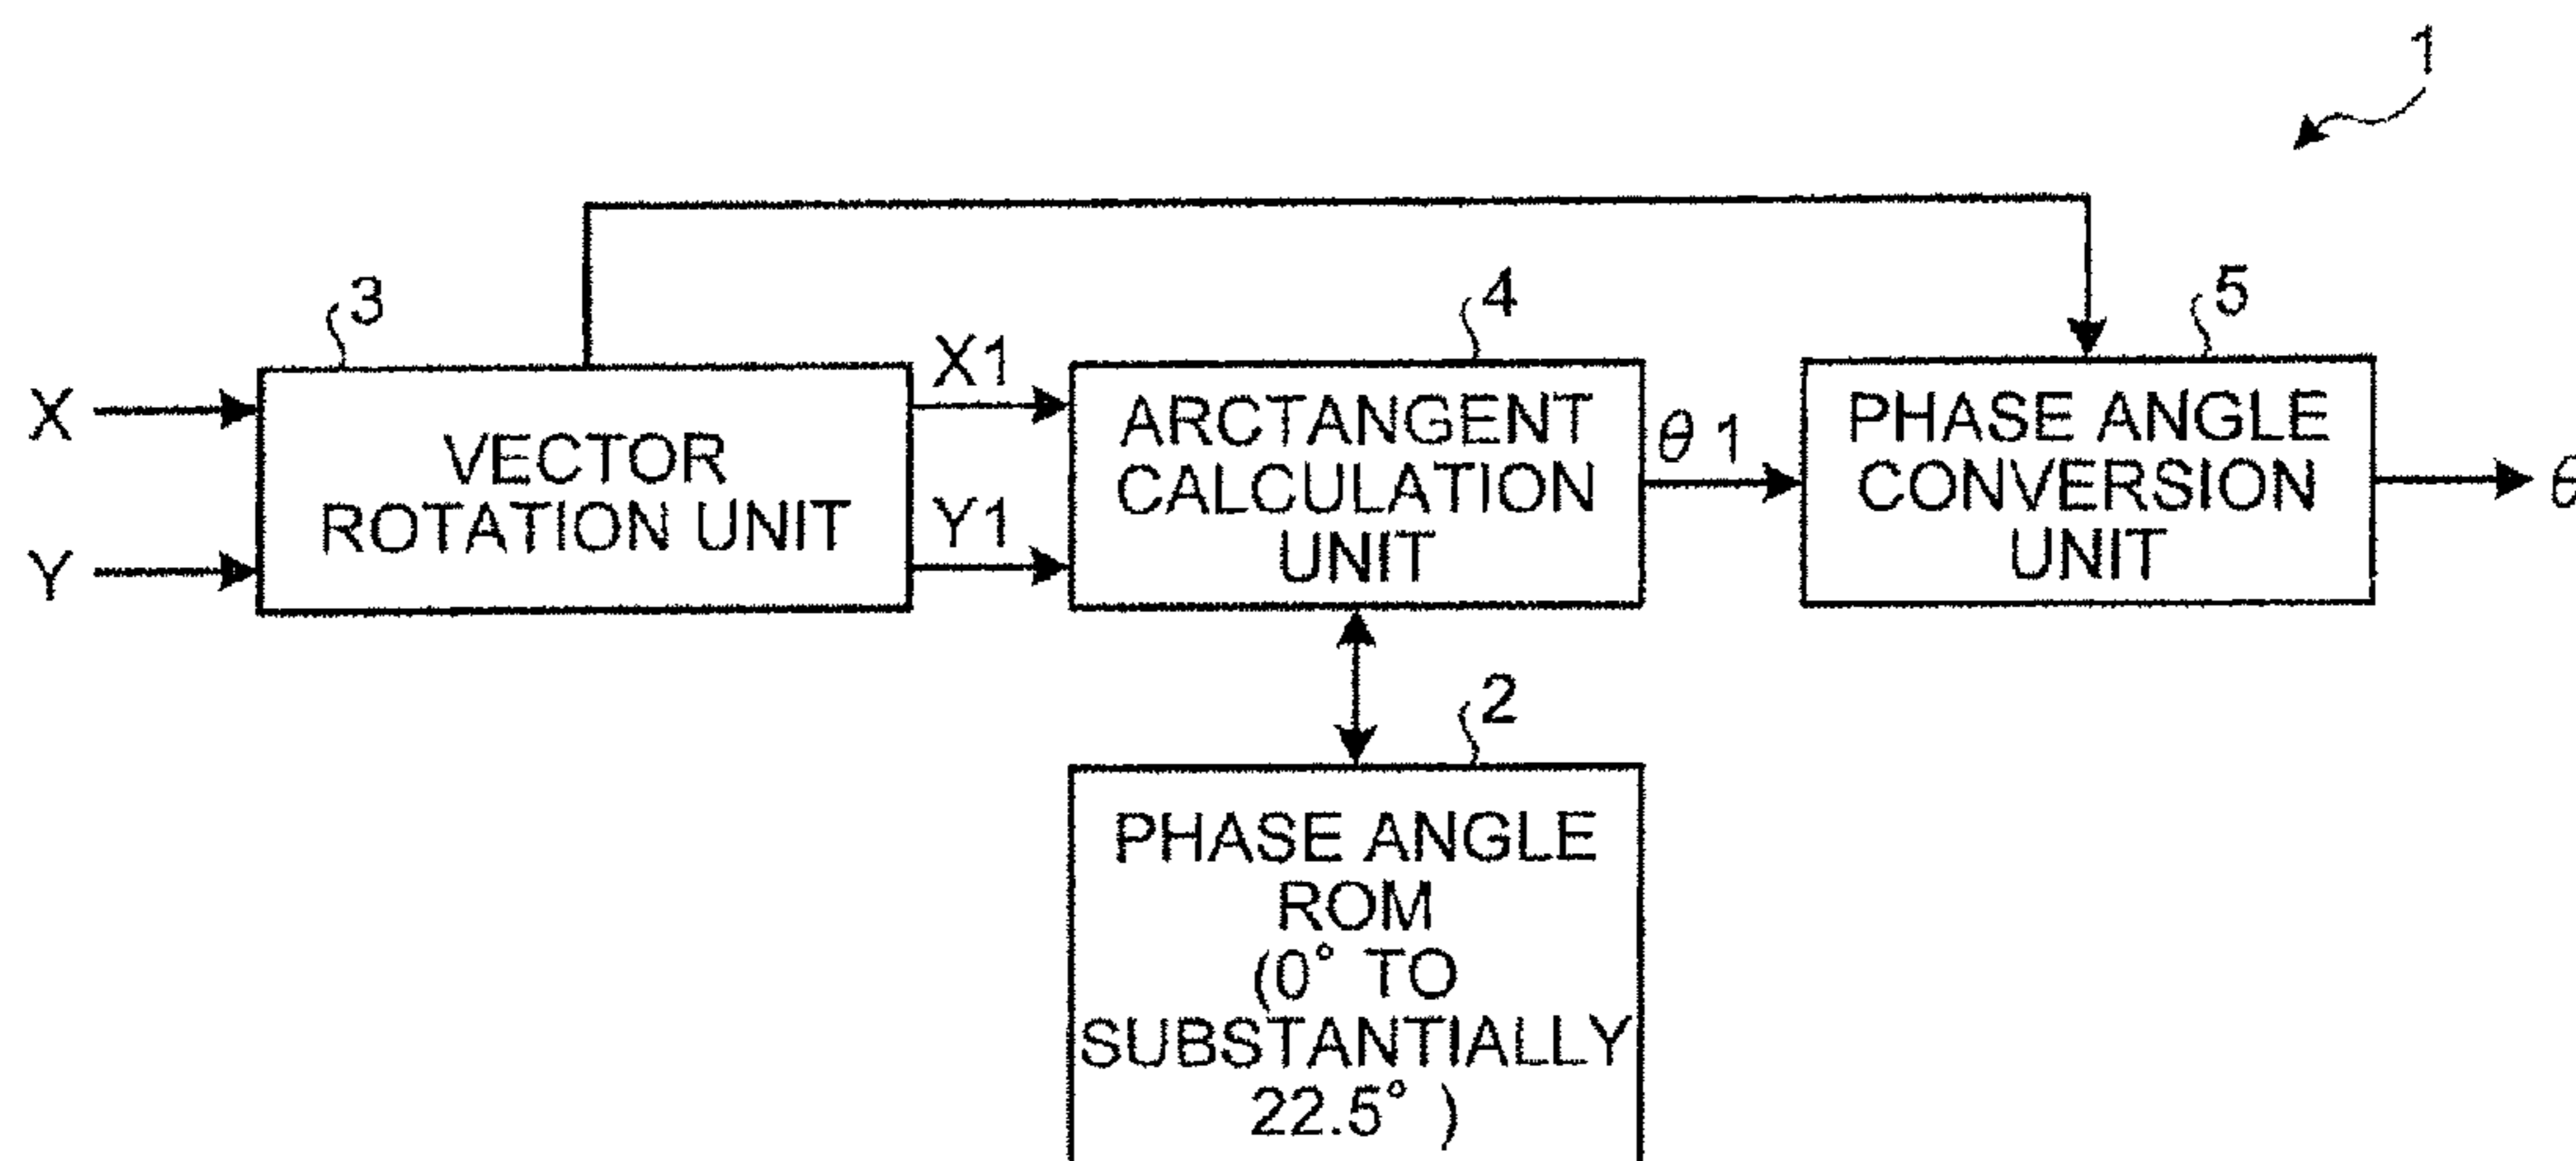 1
3
4
5
X
Y
VECTOR
ROTATION UNIT
X1
Y1
ARCTANGENT
CALCULATION
UNIT
θ 1
PHASE ANGLE
CONVERSION
UNIT
θ
2
PHASE ANGLE
ROM
(0° TO
SUBSTANTIALLY
22.5° )